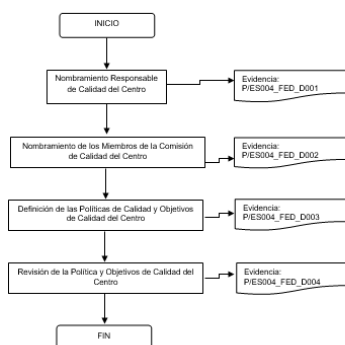 INICIO
Nombramiento Responsable
de Calidad del Centro
Evidencia:
P/ES004_FED_D001
Nombramiento de los Miembros de la Comisión
de Calidad del Centro
Evidencia:
P/ES004_FED_D002
Definición de las Políticas de Calidad y Objetivos
de Calidad del Centro
Evidencia:
P/ES004_FED_D003
Revisión de la Política y Objetivos de Calidad del
Centro
Evidencia:
P/ES004_FED_D004
FIN